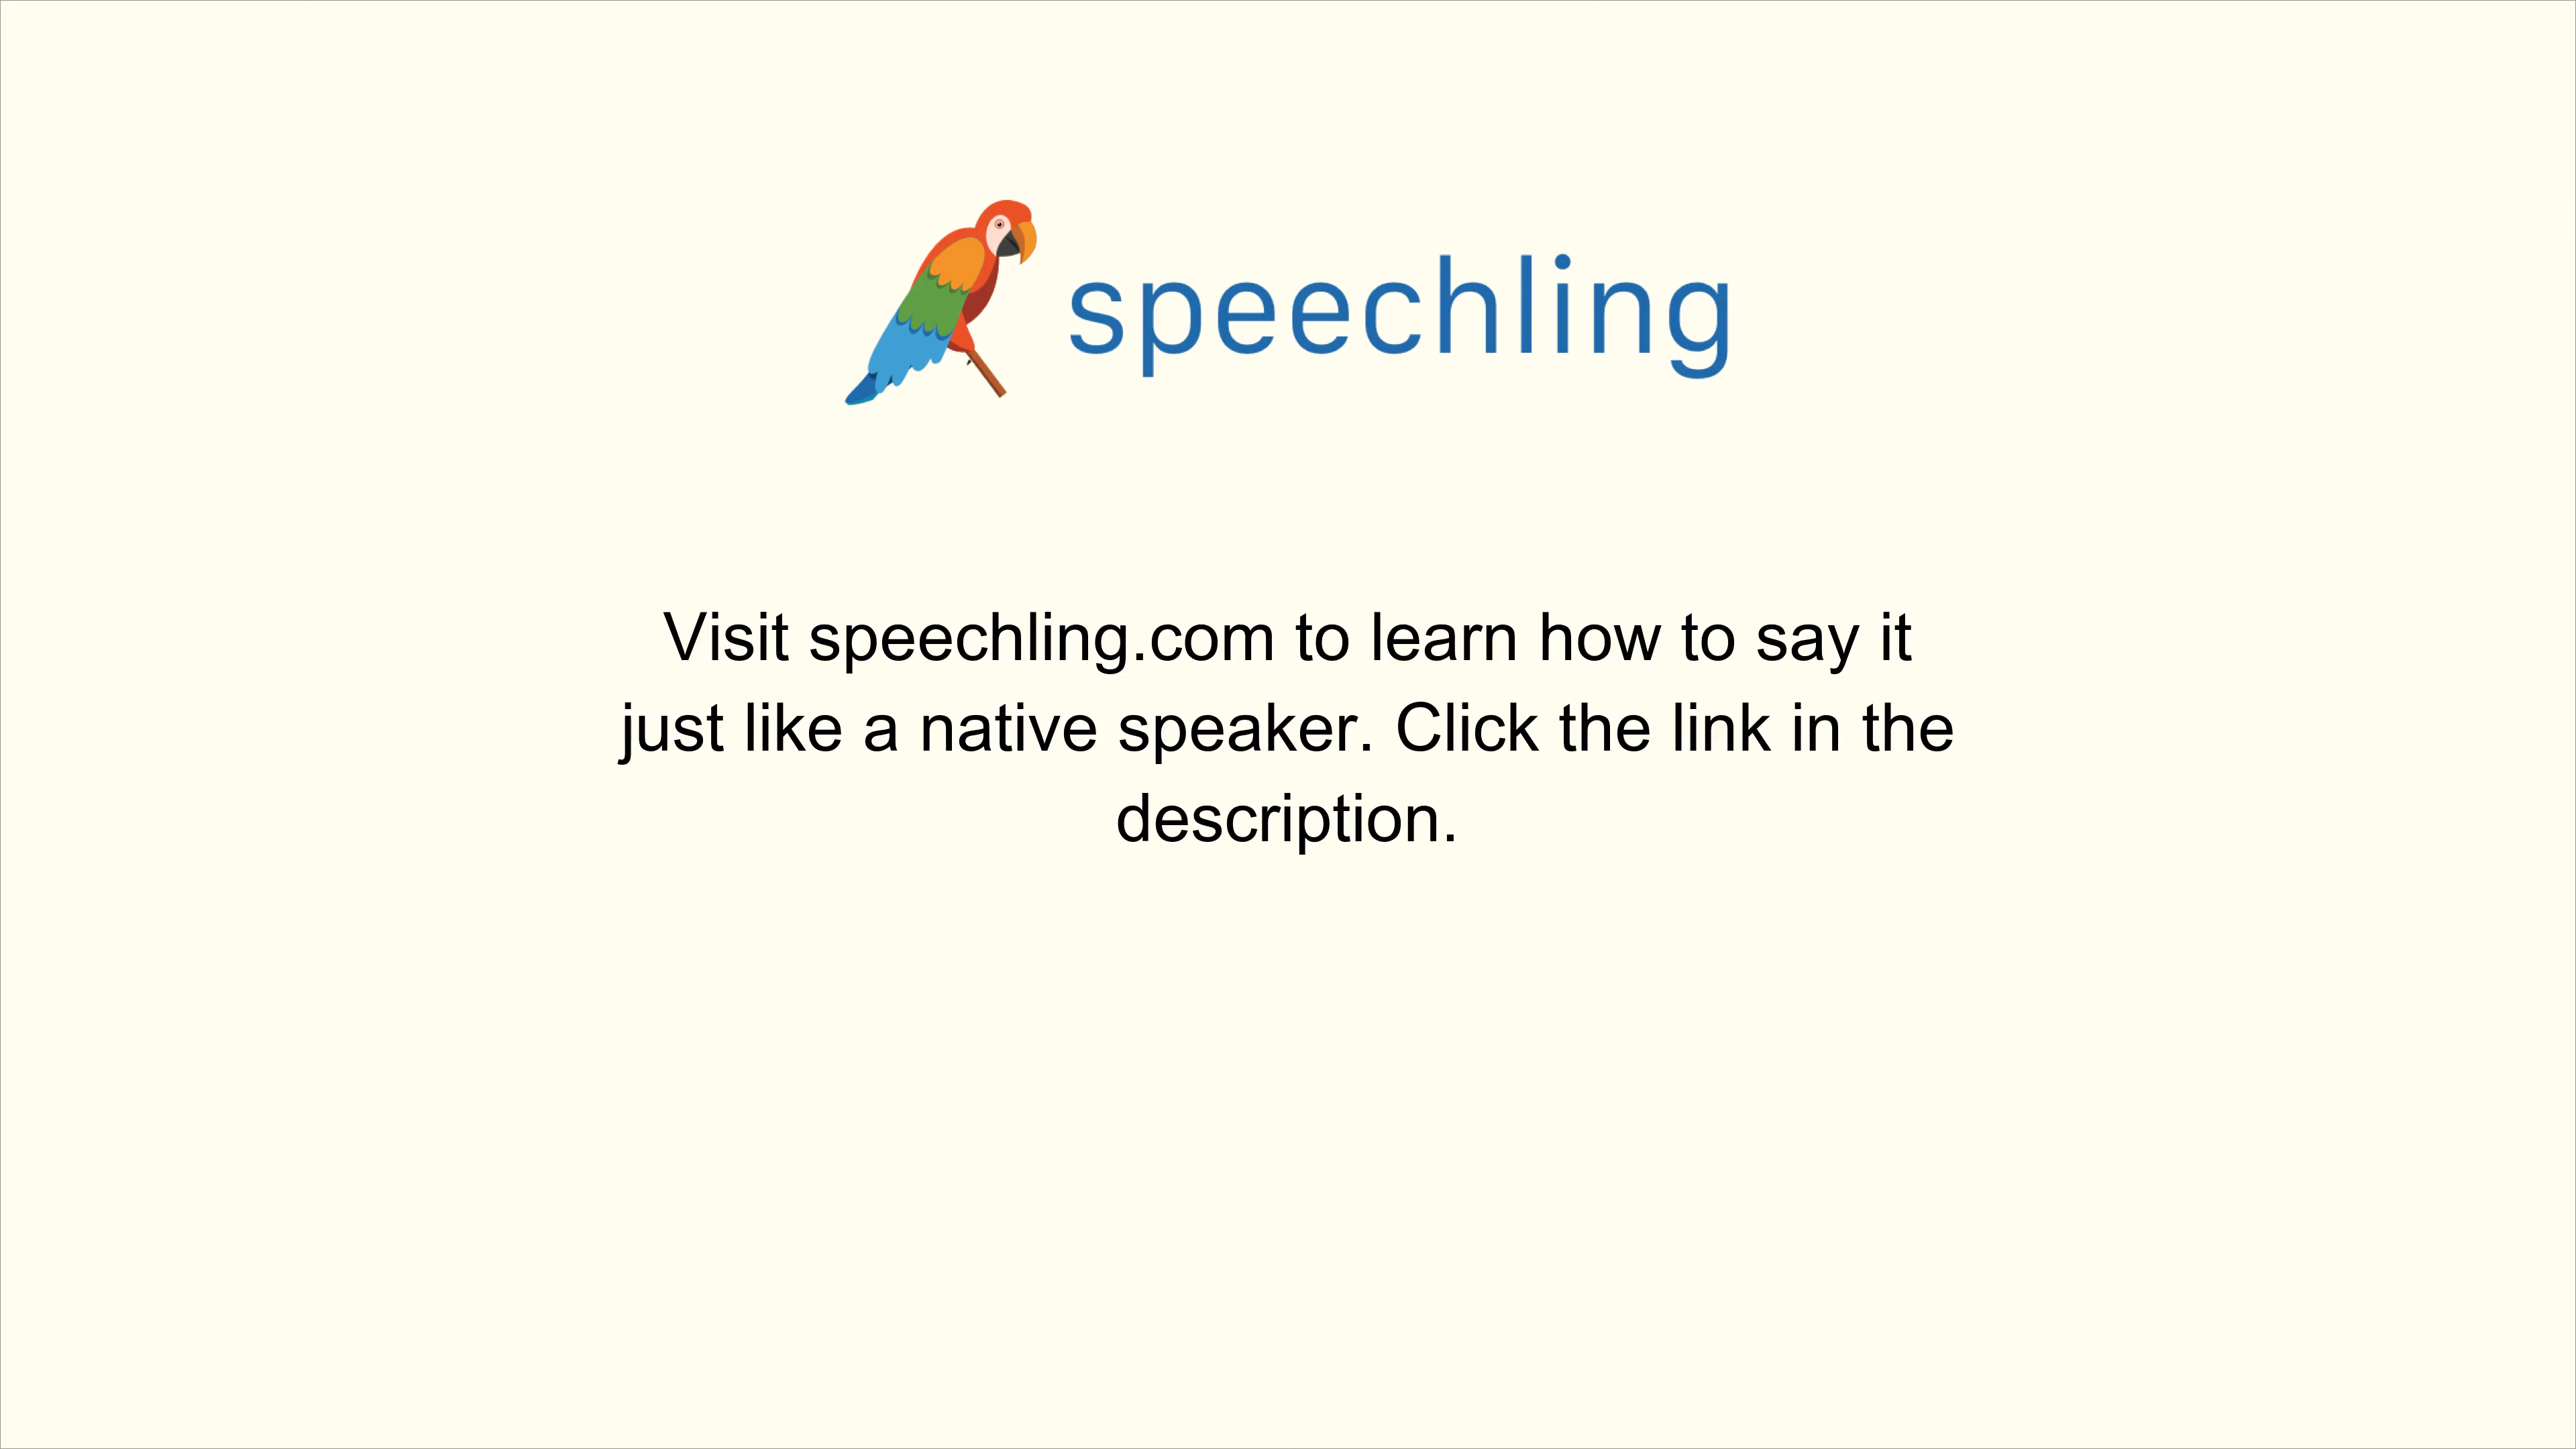 speechling
Visit speechling.com to learn how to say it
just like a native speaker. Click the link in the
description.